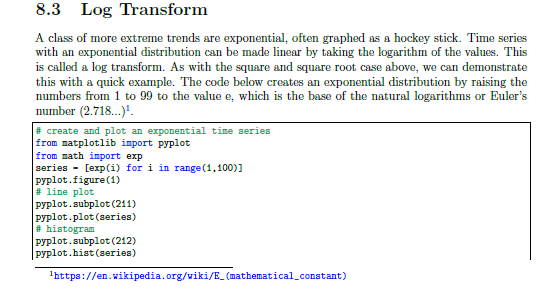 8.3 Log Transform
A class of more extreme trends are exponential, often graphed as a hockey stick. Time series
with an exponential distribution can be made linear by taking the logarithm of the values. This
is called a log transform. As with the square and square root case above, we can demonstrate
this with a quick example. The code below creates an exponential distribution by raising the
numbers from 1 to 99 to the value e, which is the base of the natural logarithms or Euler's
number (2.718...)¹.
# create and plot an exponential time series
from matplotlib import pyplot
from math import exp
series = [exp(i) for i in range(1,100)]
pyplot.figure(1)
# line plot
pyplot.subplot(211)
pyplot.plot(series)
# histogram
pyplot.subplot(212)
pyplot.hist(series)
¹https://en.wikipedia.org/wiki/E_(mathematical_constant)